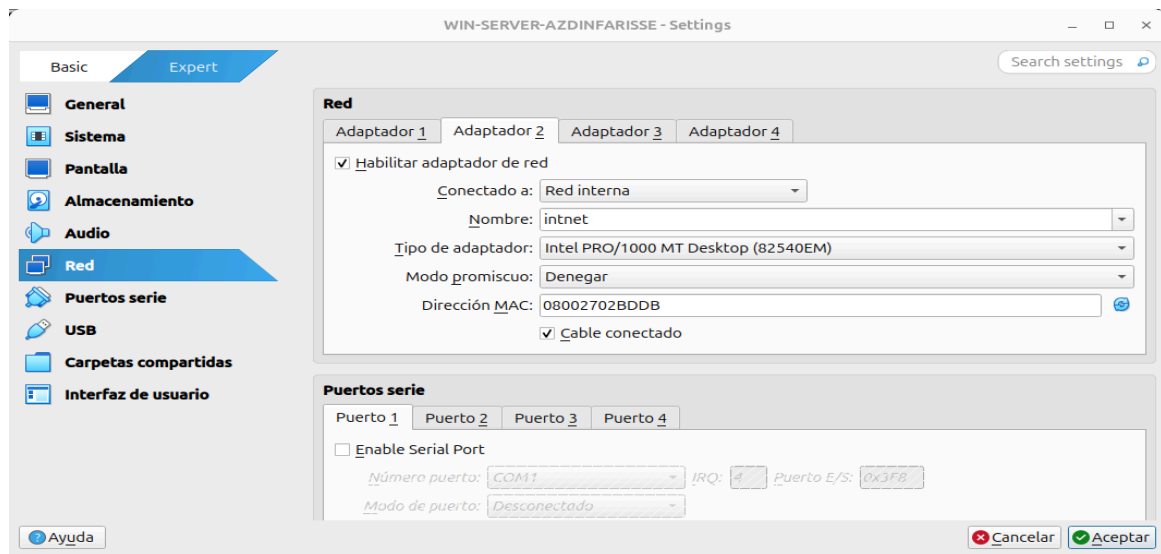 WIN-SERVER-AZDINFARISSE - Settings
Basic
Expert
Search settings
General
Sistema
Pantalla
Almacenamiento
Audio
Red
Puertos serie
USB
Carpetas compartidas
Interfaz de usuario
Red
Adaptador 1 Adaptador 2 Adaptador 3 Adaptador 4
Habilitar adaptador de red
Conectado a: Red interna
Nombre: intnet
Tipo de adaptador: Intel PRO/1000 MT Desktop (82540EM)
Modo promiscuo: Denegar
Dirección MAC: 08002702BDDB
Cable conectado
Puertos serie
Puerto 1 Puerto 2 Puerto 3 Puerto 4
Enable Serial Port
Número puerto: COM1 IRQ: 4 Puerto E/S: 0x3F8
Modo de puerto: Desconectado
Ayuda
Cancelar
Aceptar